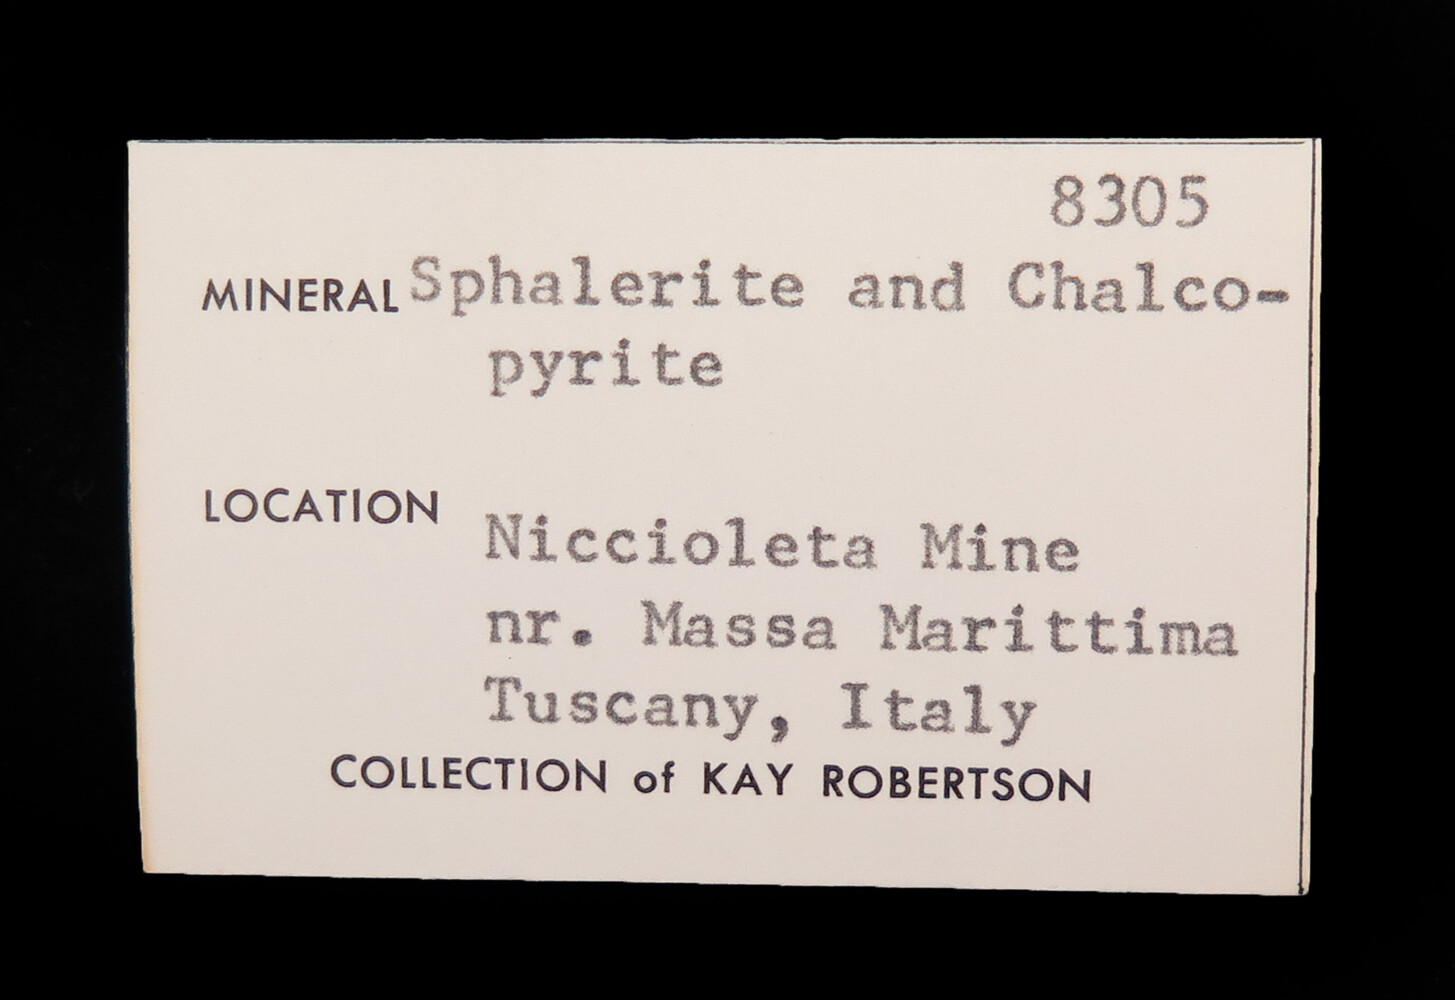 8305
MINERAL Sphalerite and Chalco-
pyrite
LOCATION
Niccioleta Mine
nr. Massa Marittima
Tuscany, Italy
COLLECTION of KAY ROBERTSON